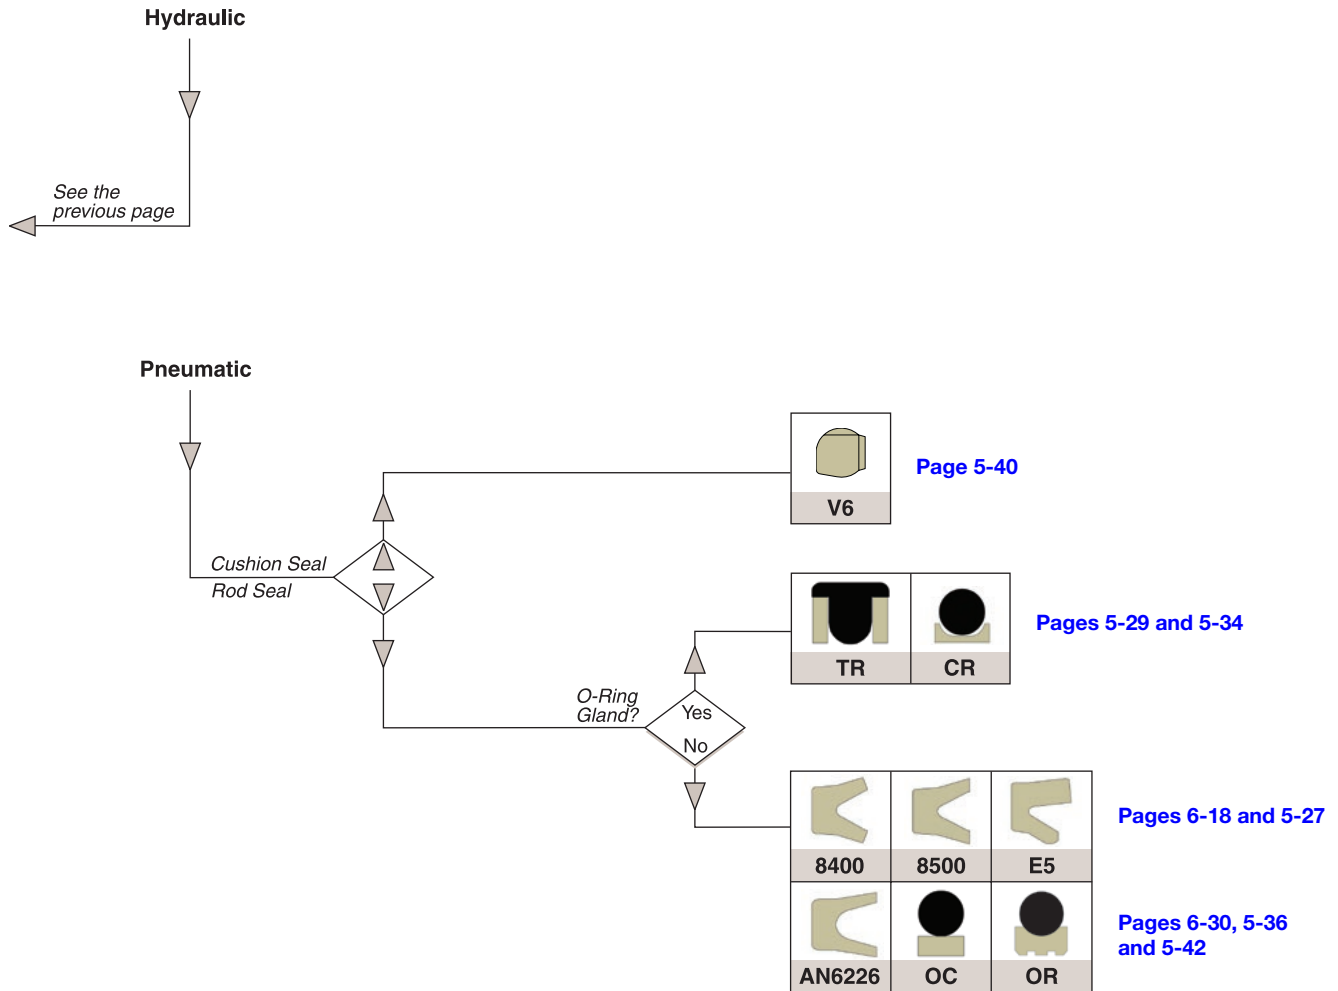 Hydraulic
See the
previous page
Pneumatic
V6
Page 5-40
Cushion Seal
Rod Seal
TR
CR
Pages 5-29 and 5-34
O-Ring
Gland?
Yes
No
8400
8500
E5
Pages 6-18 and 5-27
AN6226
OC
OR
Pages 6-30, 5-36
and 5-42